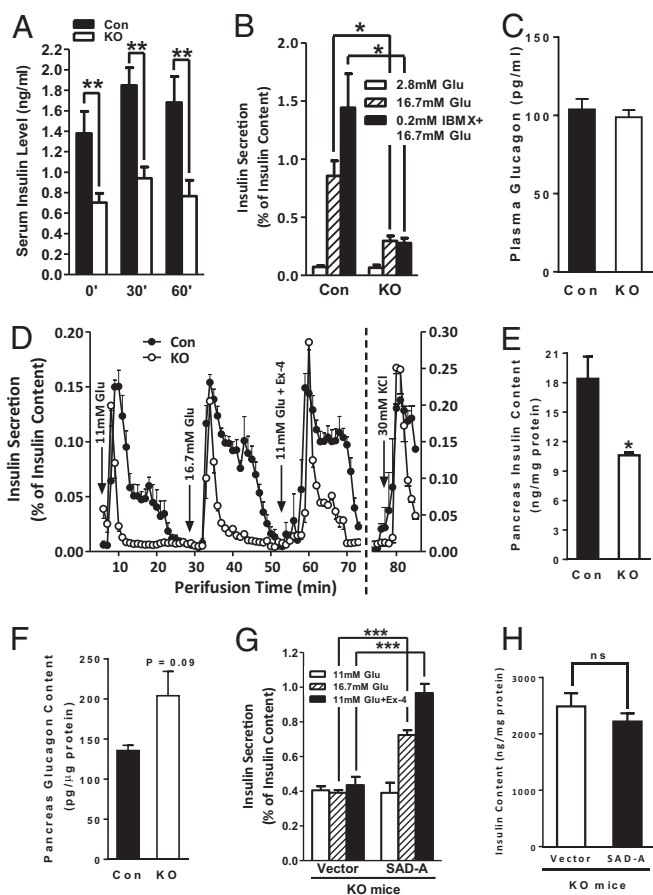 A
Con
KO
Serum Insulin Level (ng/ml)
2.0
1.8
1.6
1.4
1.2
1.0
0.8
0.6
0.4
0.2
0.0
**
**
**
0'
30'
60'
B
Insulin Secretion
(% of Insulin Content)
2.0
1.5
1.0
0.5
0.0
*
*
2.8mM Glu
16.7mM Glu
0.2mM IBMX+
16.7mM Glu
Con
KO
C
Plasma Glucagon (pg/ml)
150
100
50
0
Con
KO
D
Insulin Secretion
(% of Insulin Content)
0.20
0.15
0.10
0.05
0.00
Con
KO
11mM Glu
16.7mM Glu
11mM Glu + Ex-4
30mM KCl
0.30
0.25
0.20
0.15
0.10
0.05
0.00
10
20
30
40
50
60
70
80
Perifusion Time (min)
E
Pancreas Insulin Content
(ng/mg protein)
21
18
15
12
9
6
3
0
*
Con
KO
F
Pancreas Glucagon Content
(pg/μg protein)
250
200
150
100
50
0
P = 0.09
Con
KO
G
Insulin Secretion
(% of Insulin Content)
1.2
1.0
0.8
0.6
0.4
0.2
0.0
***
***
11mM Glu
16.7mM Glu
11mM Glu+Ex-4
Vector
SAD-A
KO mice
H
Insulin Content (ng/mg protein)
3000
2000
1000
0
ns
Vector
SAD-A
KO mice